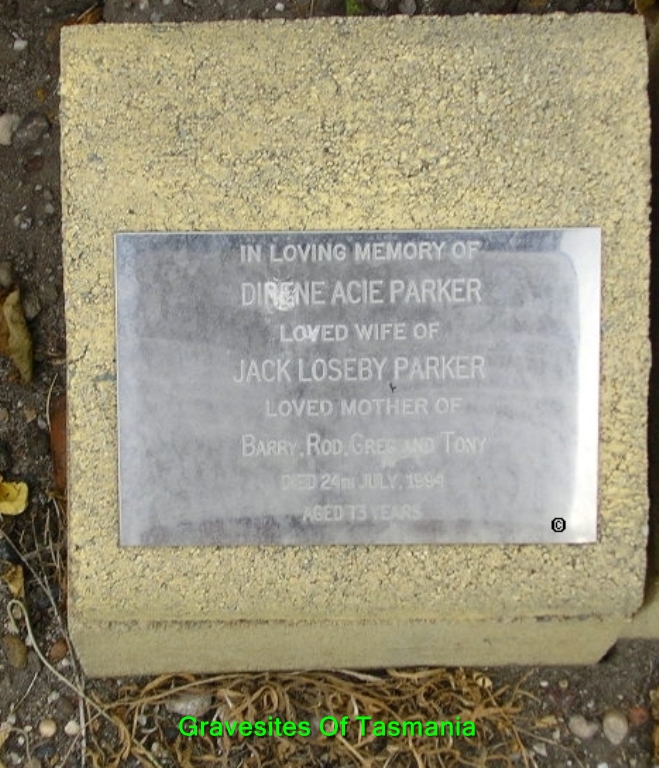 IN LOVING MEMORY OF
DIRENE ACIE PARKER
LOVED WIFE OF
JACK LOSEBY PARKER
LOVED MOTHER OF
BARRY, ROD, GREG AND TONY
DIED 24TH JULY, 1994
AGED 73 YEARS
©
Gravesites Of Tasmania